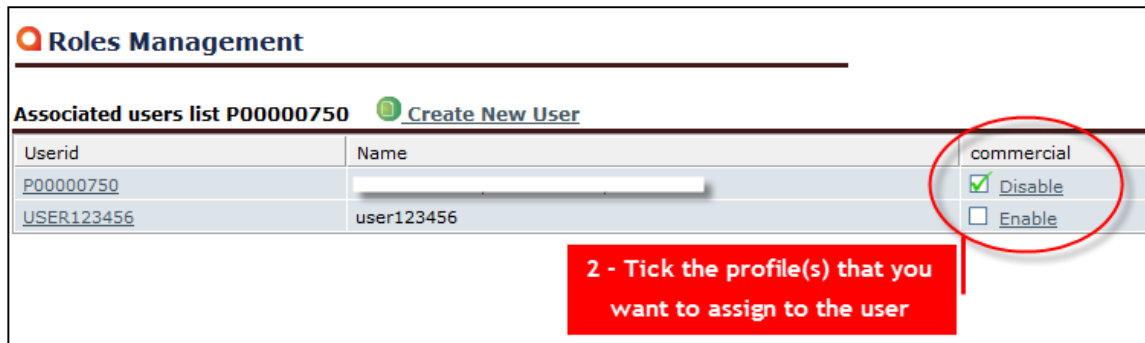 Roles Management
Associated users list P00000750 Create New User
Userid Name commercial
P00000750 Disable
USER123456 user123456 Enable
2 - Tick the profile(s) that you
want to assign to the user